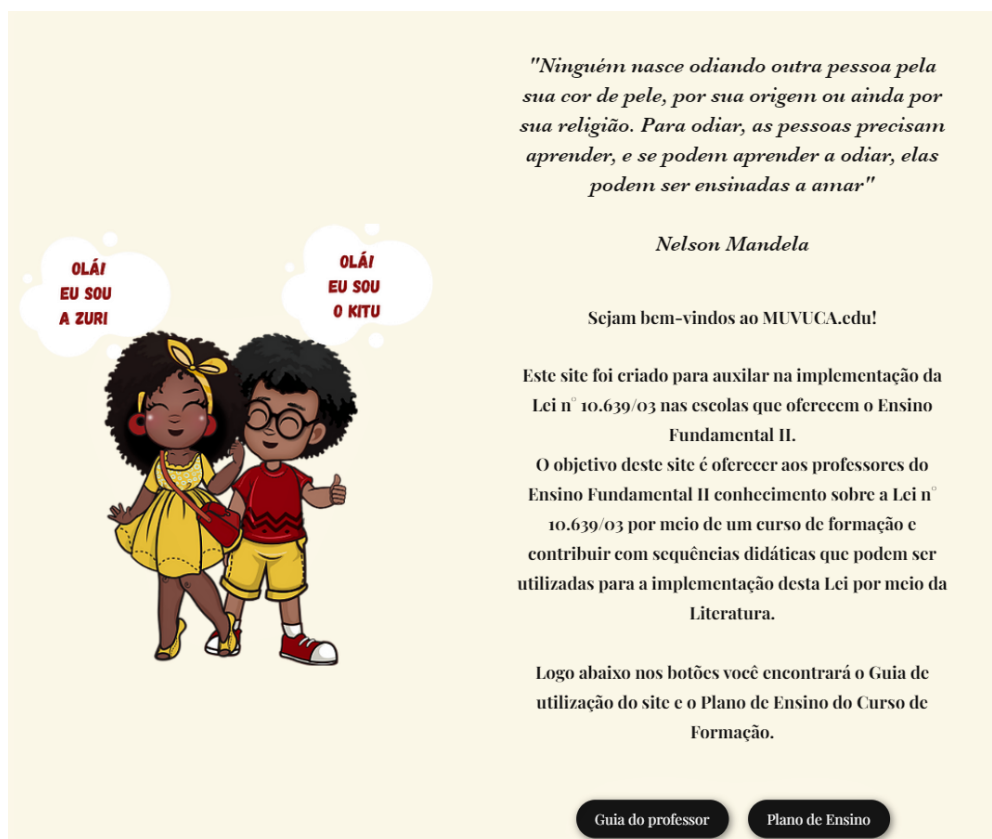 "Ninguém nasce odiando outra pessoa pela
sua cor de pele, por sua origem ou ainda por
sua religião. Para odiar, as pessoas precisam
aprender, e se podem aprender a odiar, elas
podem ser ensinadas a amar"
Nelson Mandela
OLÁ!
EU SOU
A ZURI
OLÁ!
EU SOU
O KITU
Sejam bem-vindos ao MUVUCA.edu!
Este site foi criado para auxilar na implementação da
Lei n° 10.639/03 nas escolas que oferecem o Ensino
Fundamental II.
O objetivo deste site é oferecer aos professores do
Ensino Fundamental II conhecimento sobre a Lei n°
10.639/03 por meio de um curso de formação e
contribuir com sequências didáticas que podem ser
utilizadas para a implementação desta Lei por meio da
Literatura.
Logo abaixo nos botões você encontrará o Guia de
utilização do site e o Plano de Ensino do Curso de
Formação.
Guia do professor
Plano de Ensino